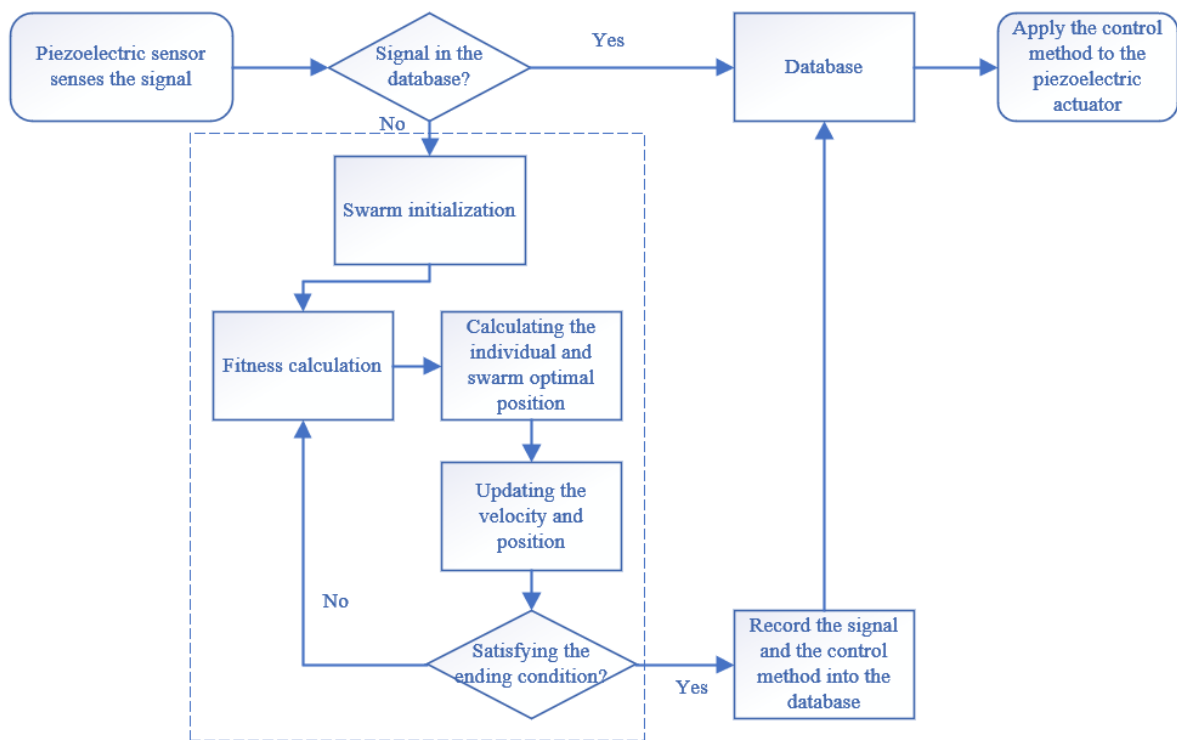 Piezoelectric sensor
senses the signal
Signal in the
database?
Yes
Database
Apply the control
method to the
piezoelectric
actuator
No
Swarm initialization
Fitness calculation
Calculating the
individual and
swarm optimal
position
Updating the
velocity and
position
No
Satisfying the
ending condition?
Yes
Record the signal
and the control
method into the
database